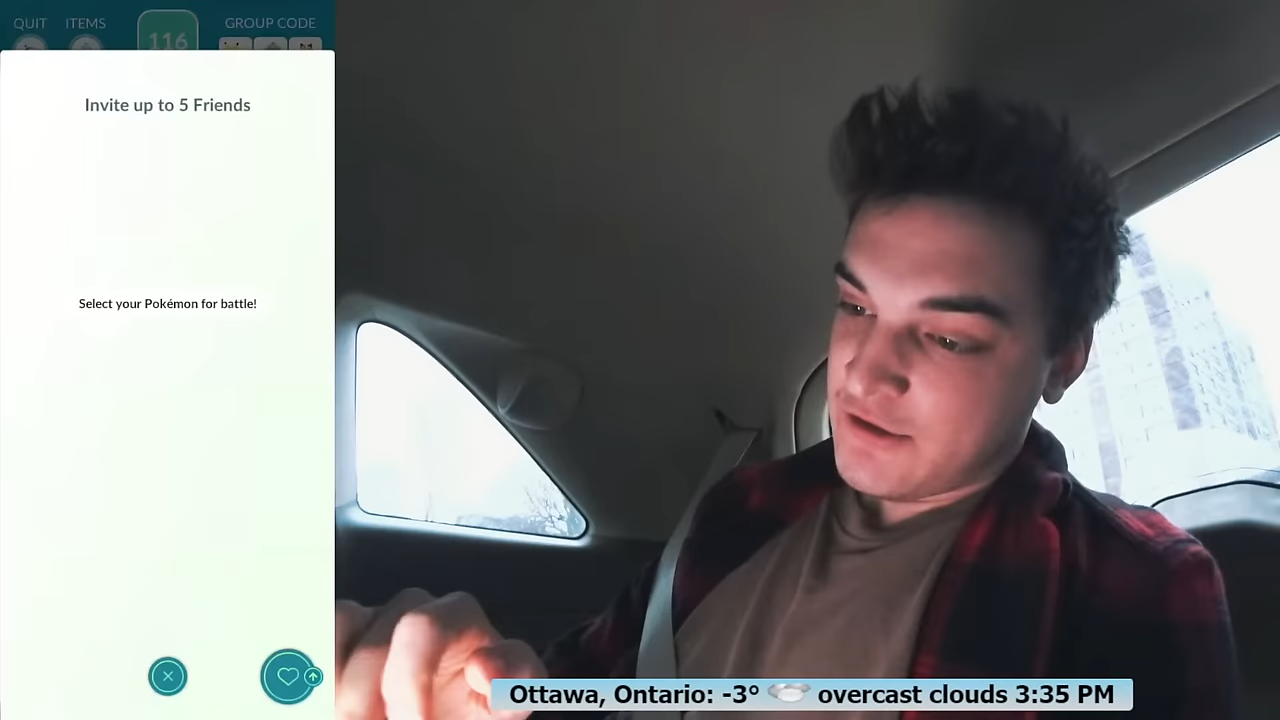 QUIT ITEMS 116 GROUP CODE
Invite up to 5 Friends
Select your Pokémon for battle!
Ottawa, Ontario: -3° overcast clouds 3:35 PM